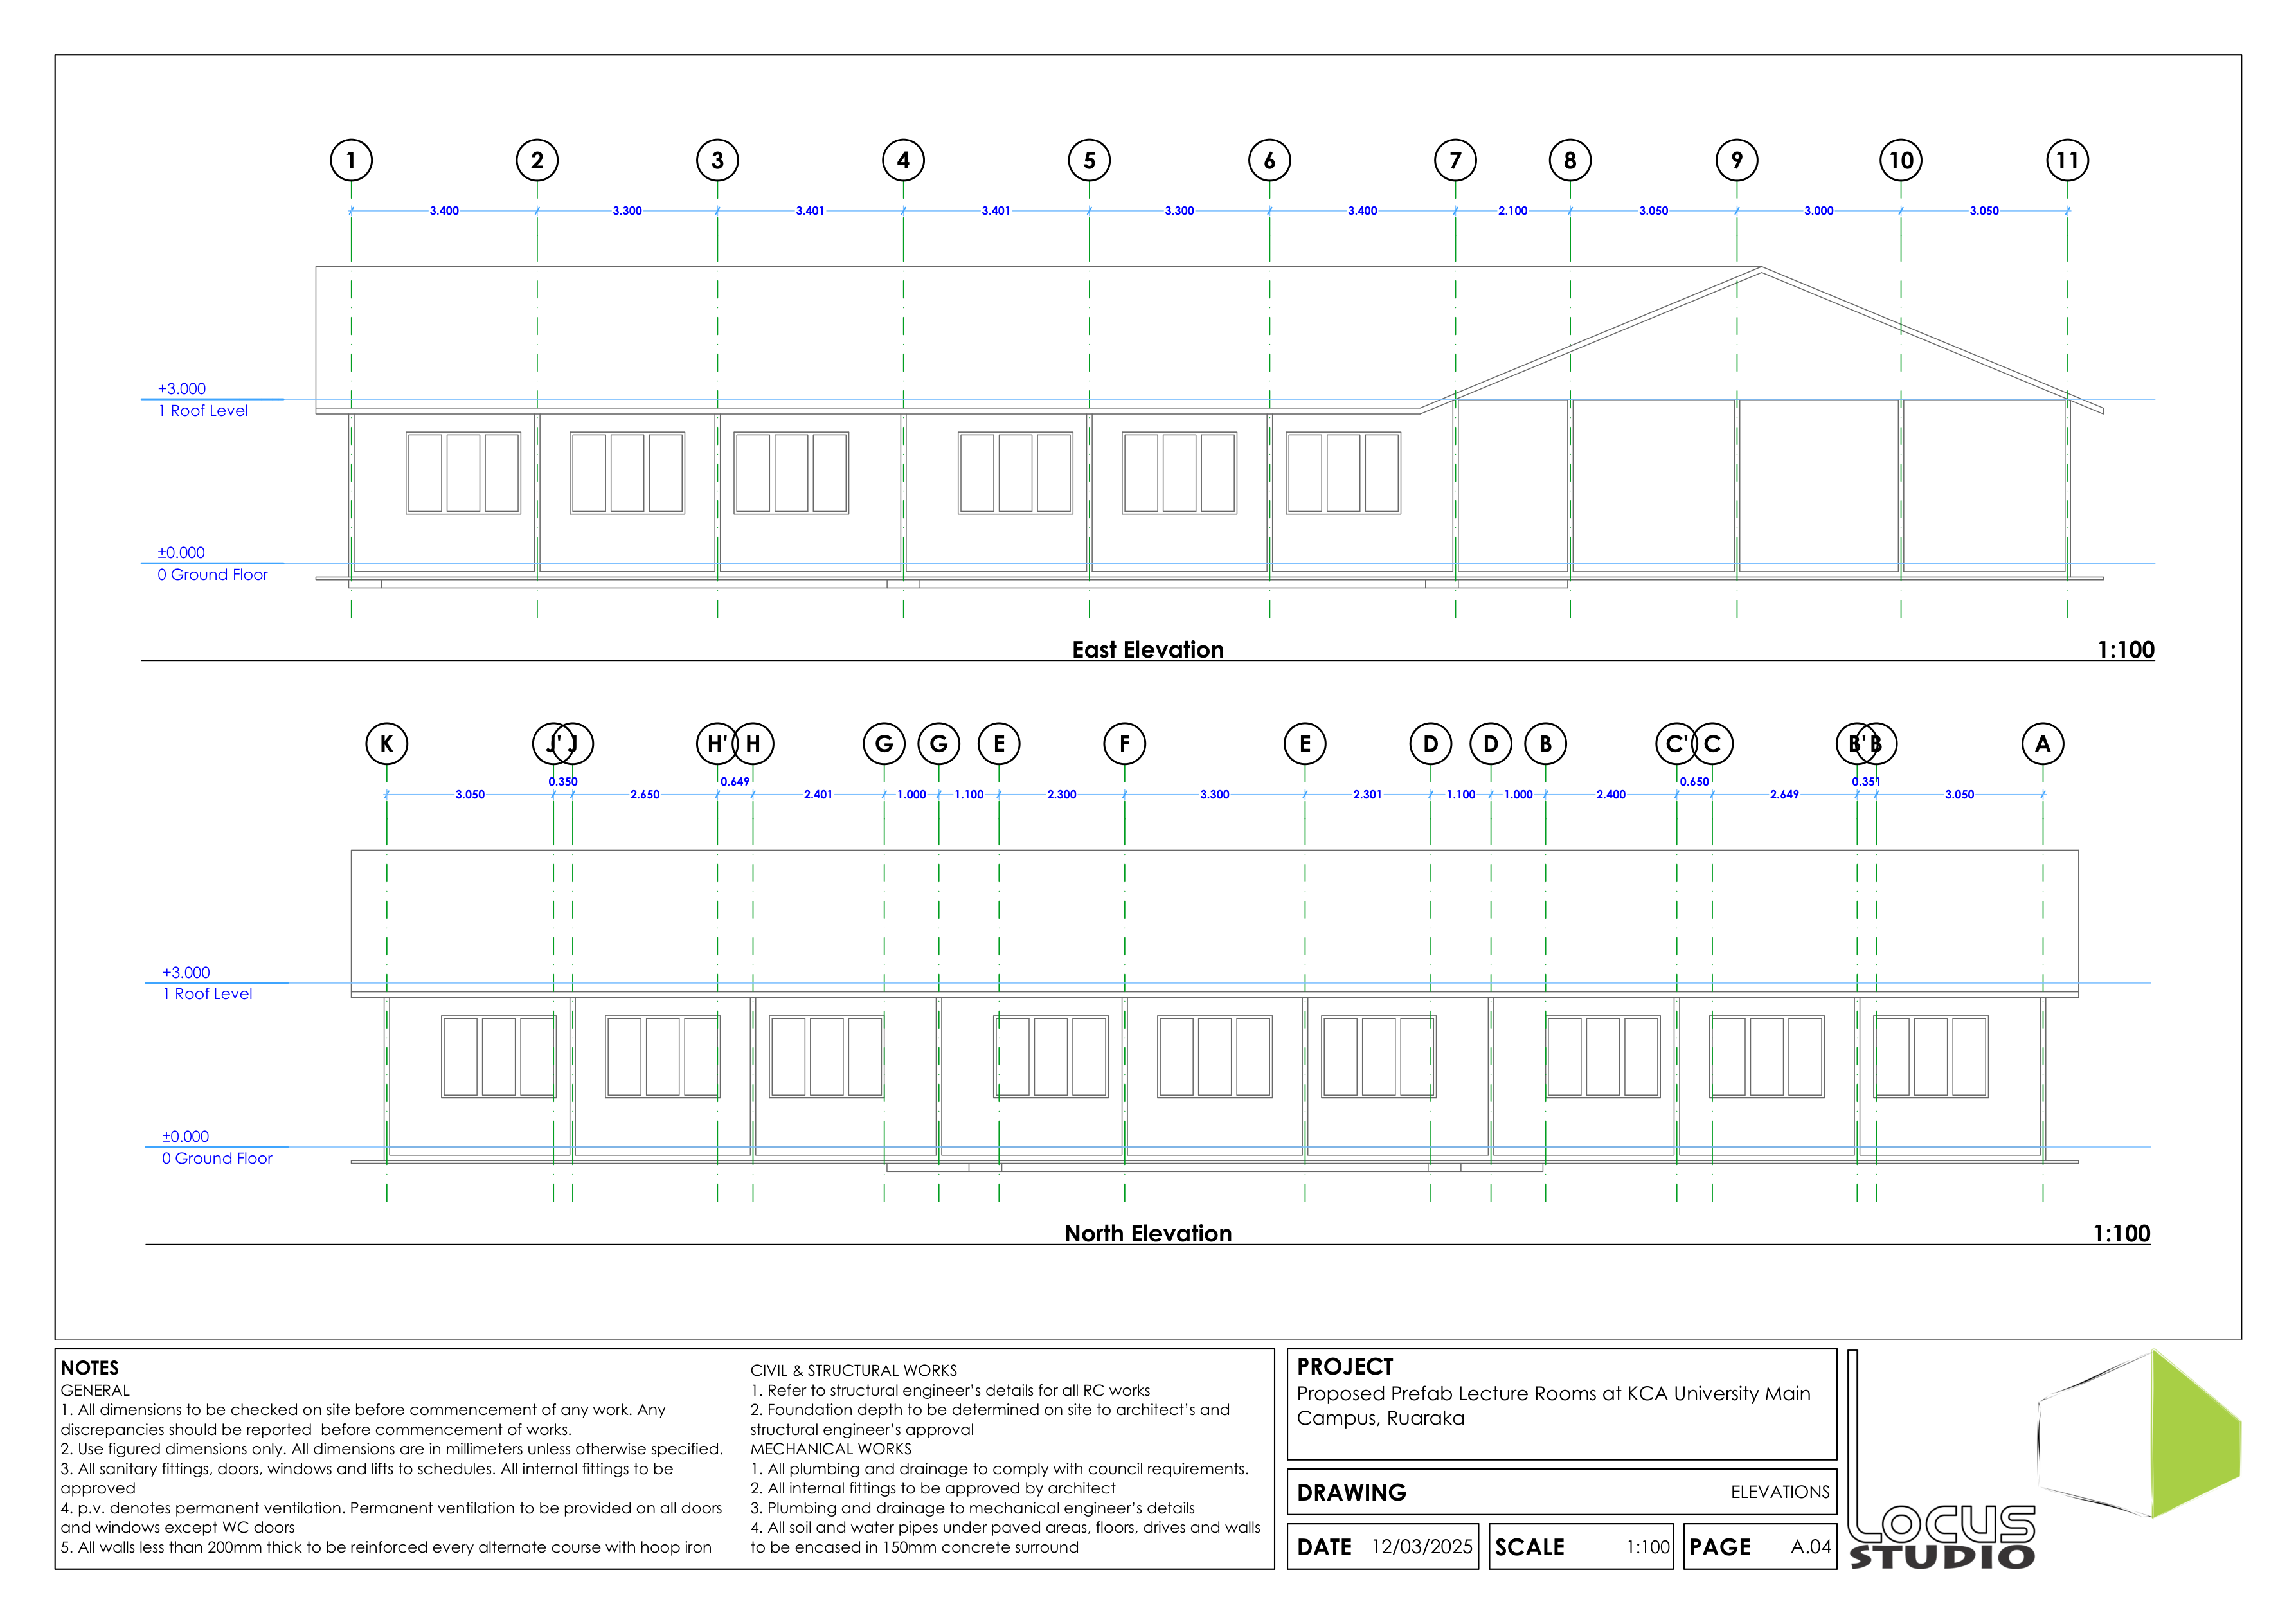 1 2 3 4 5 6 7 8 9 10 11
3.400 3.300 3.401 3.401 3.300 3.400 2.100 3.050 3.000 3.050
+3.000
1 Roof Level
±0.000
0 Ground Floor
East Elevation 1:100
K J' J H' H G G E F E D D B C' C B' B A
0.350 0.649 0.650 0.351
3.050 2.650 2.401 1.000 1.100 2.300 3.300 2.301 1.100 1.000 2.400 2.649 3.050
+3.000
1 Roof Level
±0.000
0 Ground Floor
North Elevation 1:100
NOTES
GENERAL
1. All dimensions to be checked on site before commencement of any work. Any
discrepancies should be reported  before commencement of works.
2. Use figured dimensions only. All dimensions are in millimeters unless otherwise specified.
3. All sanitary fittings, doors, windows and lifts to schedules. All internal fittings to be
approved
4. p.v. denotes permanent ventilation. Permanent ventilation to be provided on all doors
and windows except WC doors
5. All walls less than 200mm thick to be reinforced every alternate course with hoop iron
CIVIL & STRUCTURAL WORKS
1. Refer to structural engineer’s details for all RC works
2. Foundation depth to be determined on site to architect’s and
structural engineer’s approval
MECHANICAL WORKS
1. All plumbing and drainage to comply with council requirements.
2. All internal fittings to be approved by architect
3. Plumbing and drainage to mechanical engineer’s details
4. All soil and water pipes under paved areas, floors, drives and walls
to be encased in 150mm concrete surround
PROJECT
Proposed Prefab Lecture Rooms at KCA University Main
Campus, Ruaraka
DRAWING ELEVATIONS
DATE 12/03/2025 SCALE 1:100 PAGE A.04
LOCUS
STUDIO